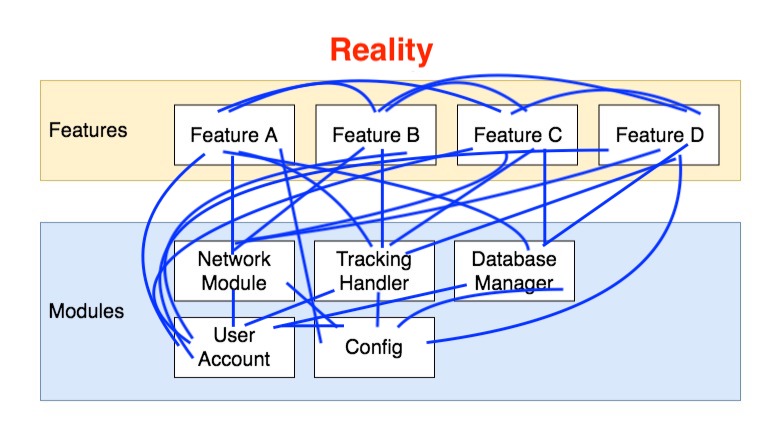 Reality
Features
Feature A
Feature B
Feature C
Feature D
Modules
Network
Module
Tracking
Handler
Database
Manager
User
Account
Config